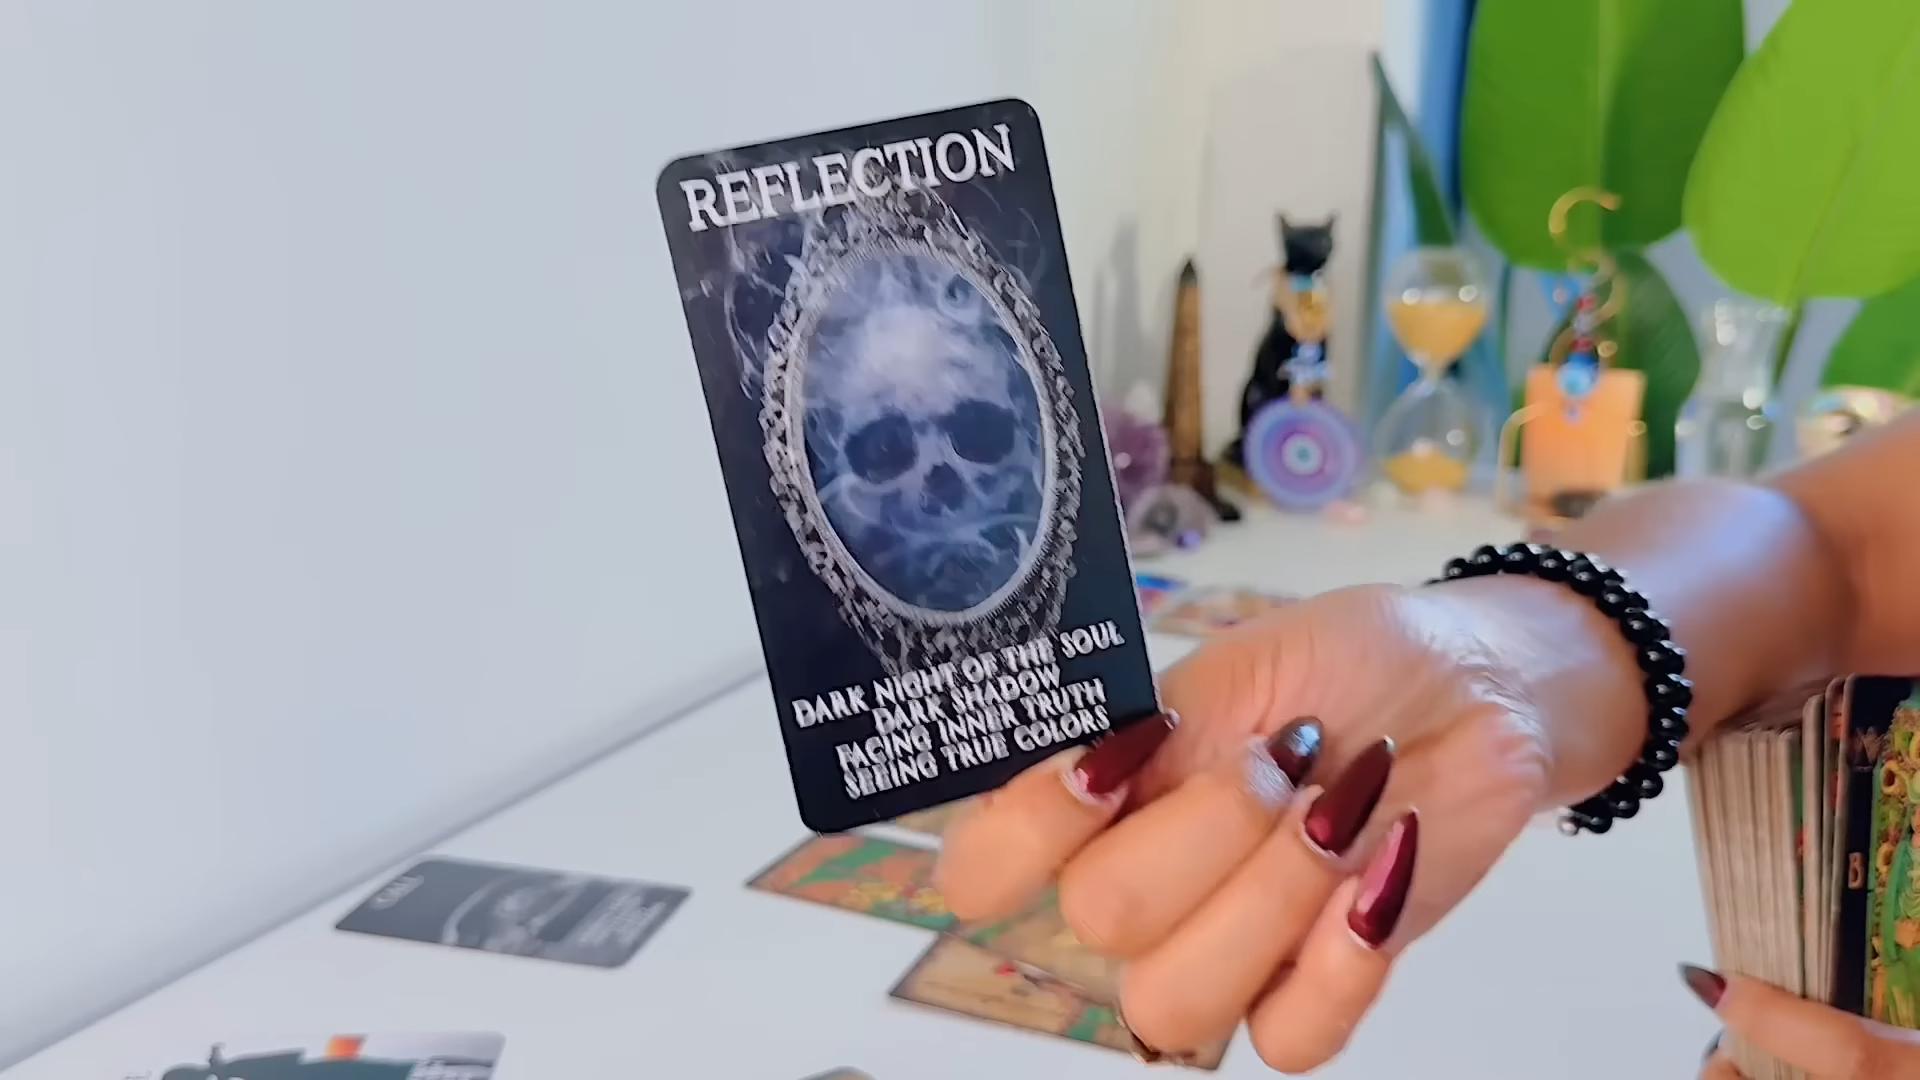 REFLECTION
DARK NIGHT OF THE SOUL
DARK SHADOW
FACING INNER TRUTH
SEEING TRUE COLORS